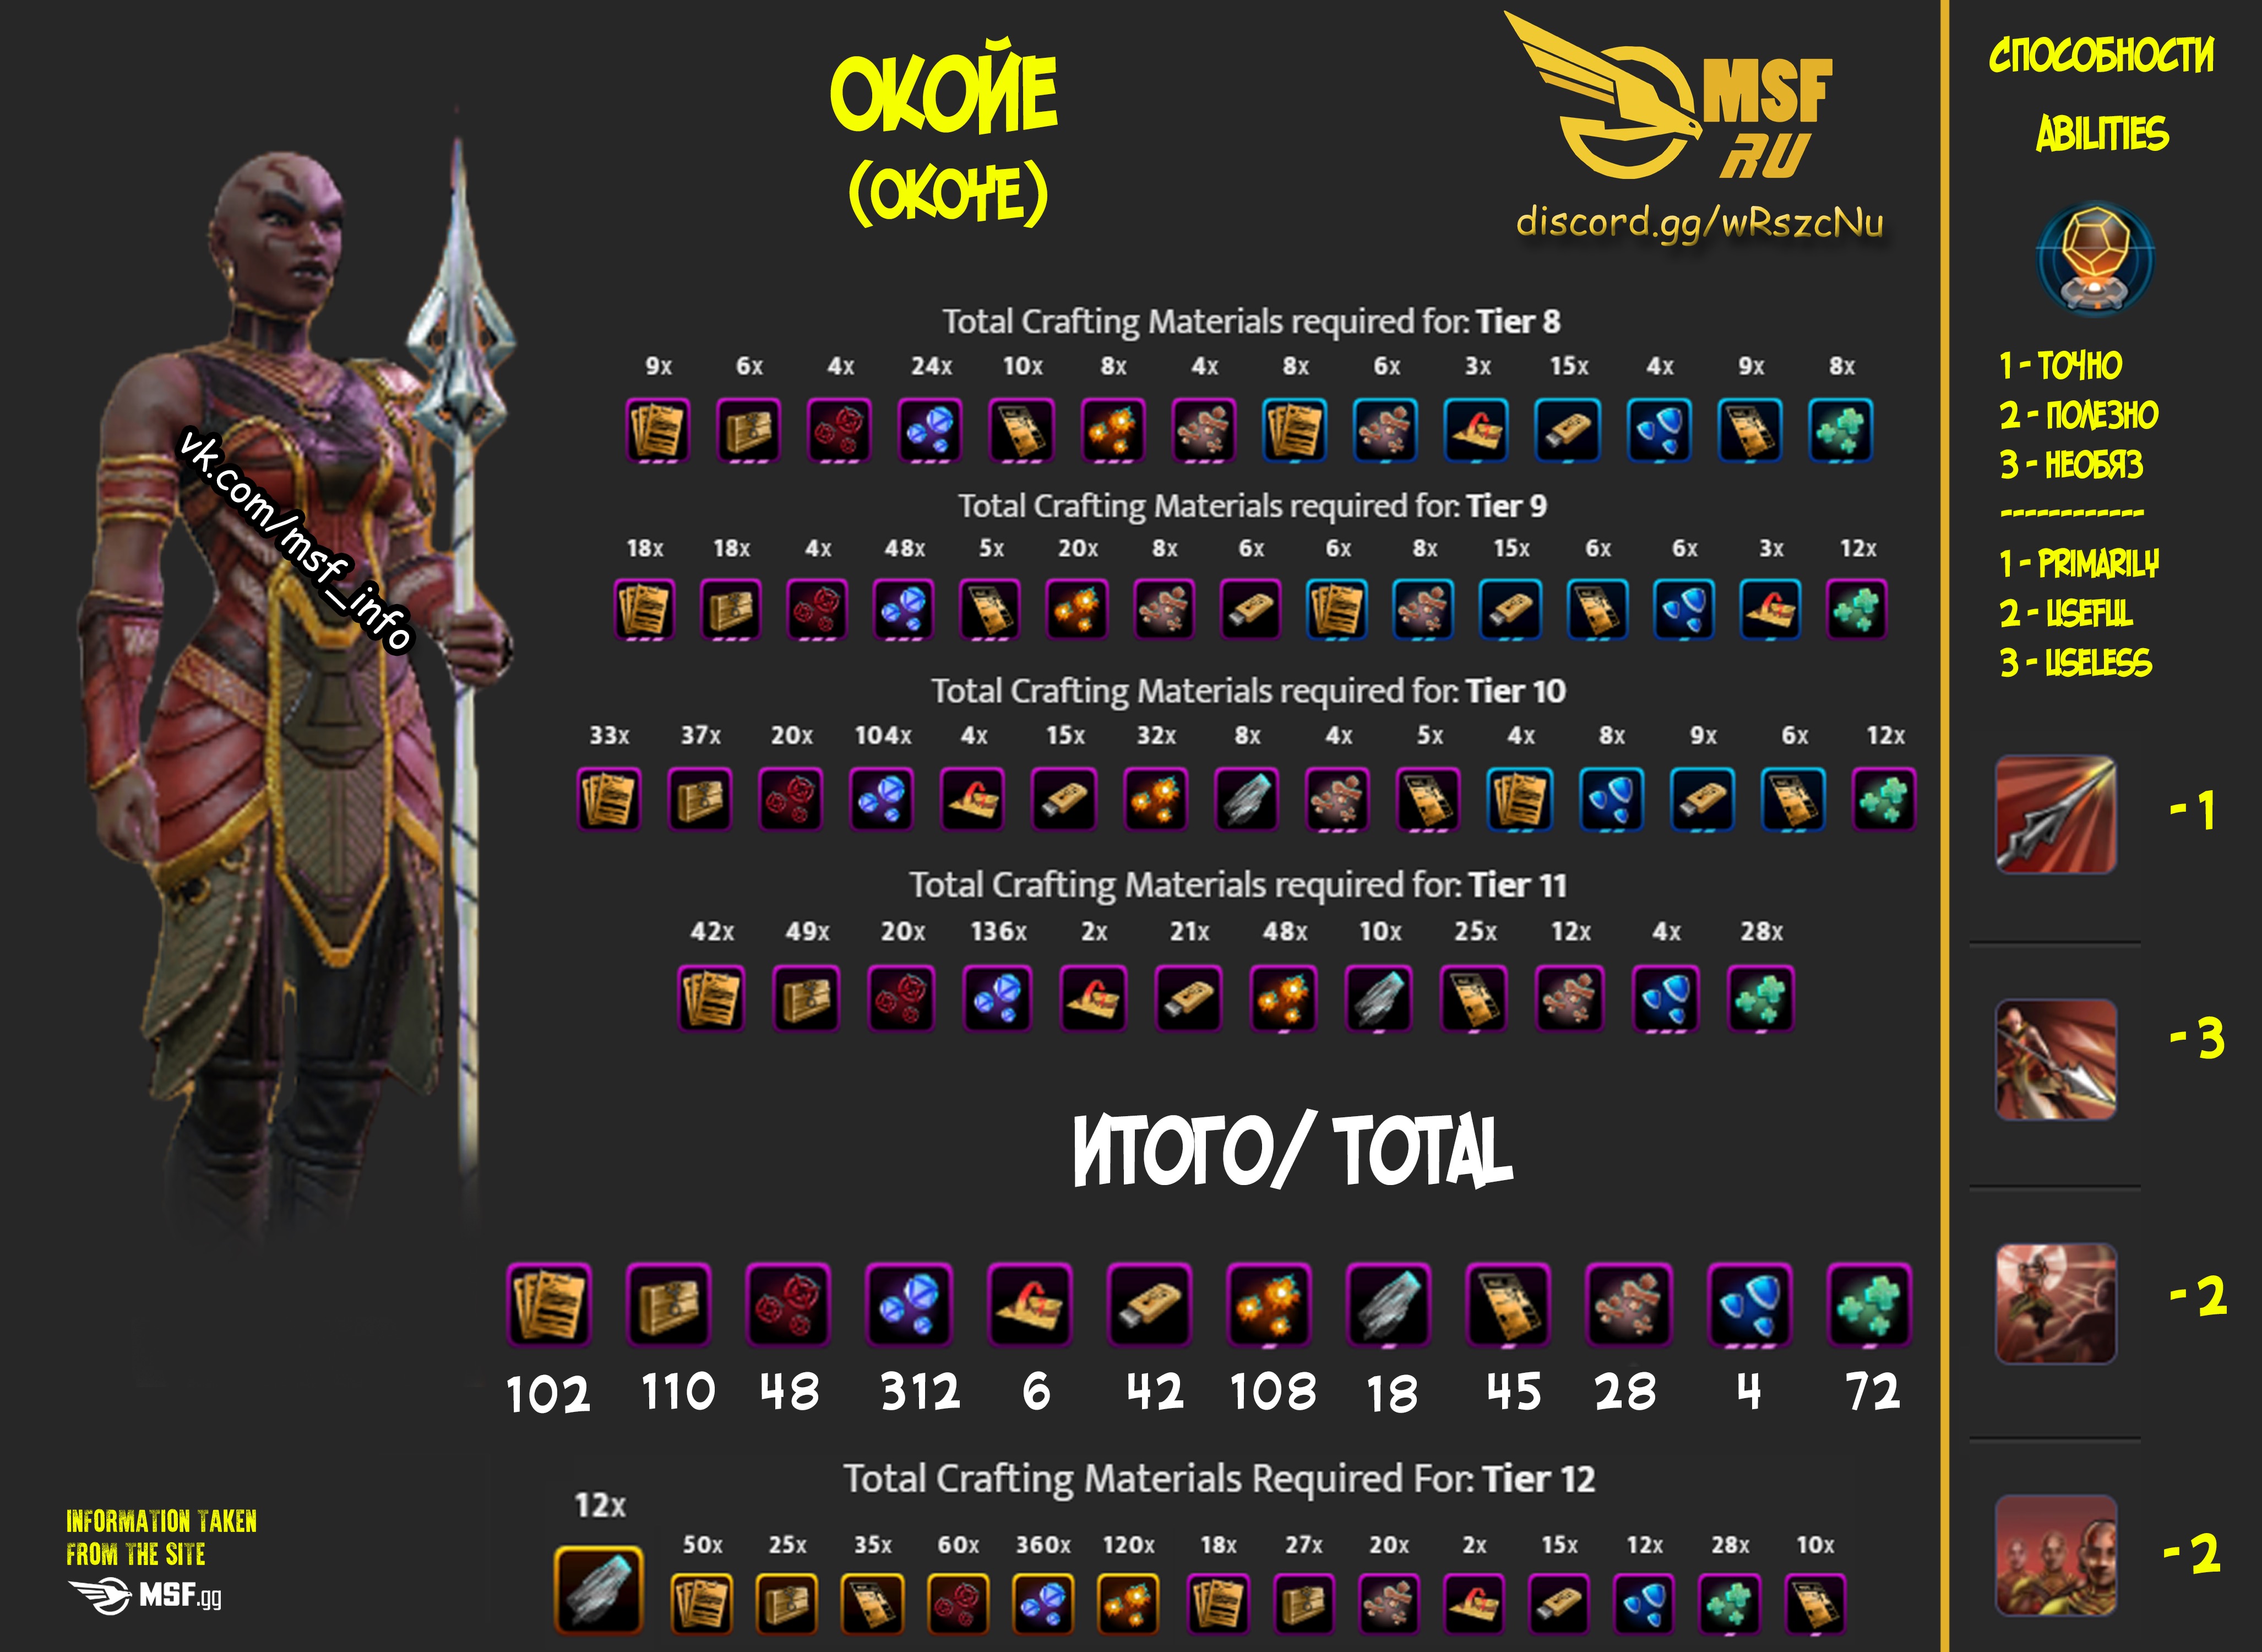 ОКОЙЕ
(OKOYE)
MSF
RU
discord.gg/wRszcNu
vk.com/msf_info
Total Crafting Materials required for: Tier 8
9x 6x 4x 24x 10x 8x 4x 8x 6x 3x 15x 4x 9x 8x
Total Crafting Materials required for: Tier 9
18x 18x 4x 48x 5x 20x 8x 6x 6x 8x 15x 6x 6x 3x 12x
Total Crafting Materials required for: Tier 10
33x 37x 20x 104x 4x 15x 32x 8x 4x 5x 4x 8x 9x 6x 12x
Total Crafting Materials required for: Tier 11
42x 49x 20x 136x 2x 21x 48x 10x 25x 12x 4x 28x
ИТОГО/ TOTAL
102 110 48 312 6 42 108 18 45 28 4 72
Total Crafting Materials Required For: Tier 12
12x
50x 25x 35x 60x 360x 120x 18x 27x 20x 2x 15x 12x 28x 10x
INFORMATION TAKEN
FROM THE SITE
MSF.gg
СПОСОБНОСТИ
ABILITIES
1 - ТОЧНО
2 - ПОЛЕЗНО
3 - НЕОБЯЗ
------------
1 - PRIMARILY
2 - USEFUL
3 - USELESS
- 1
- 3
- 2
- 2